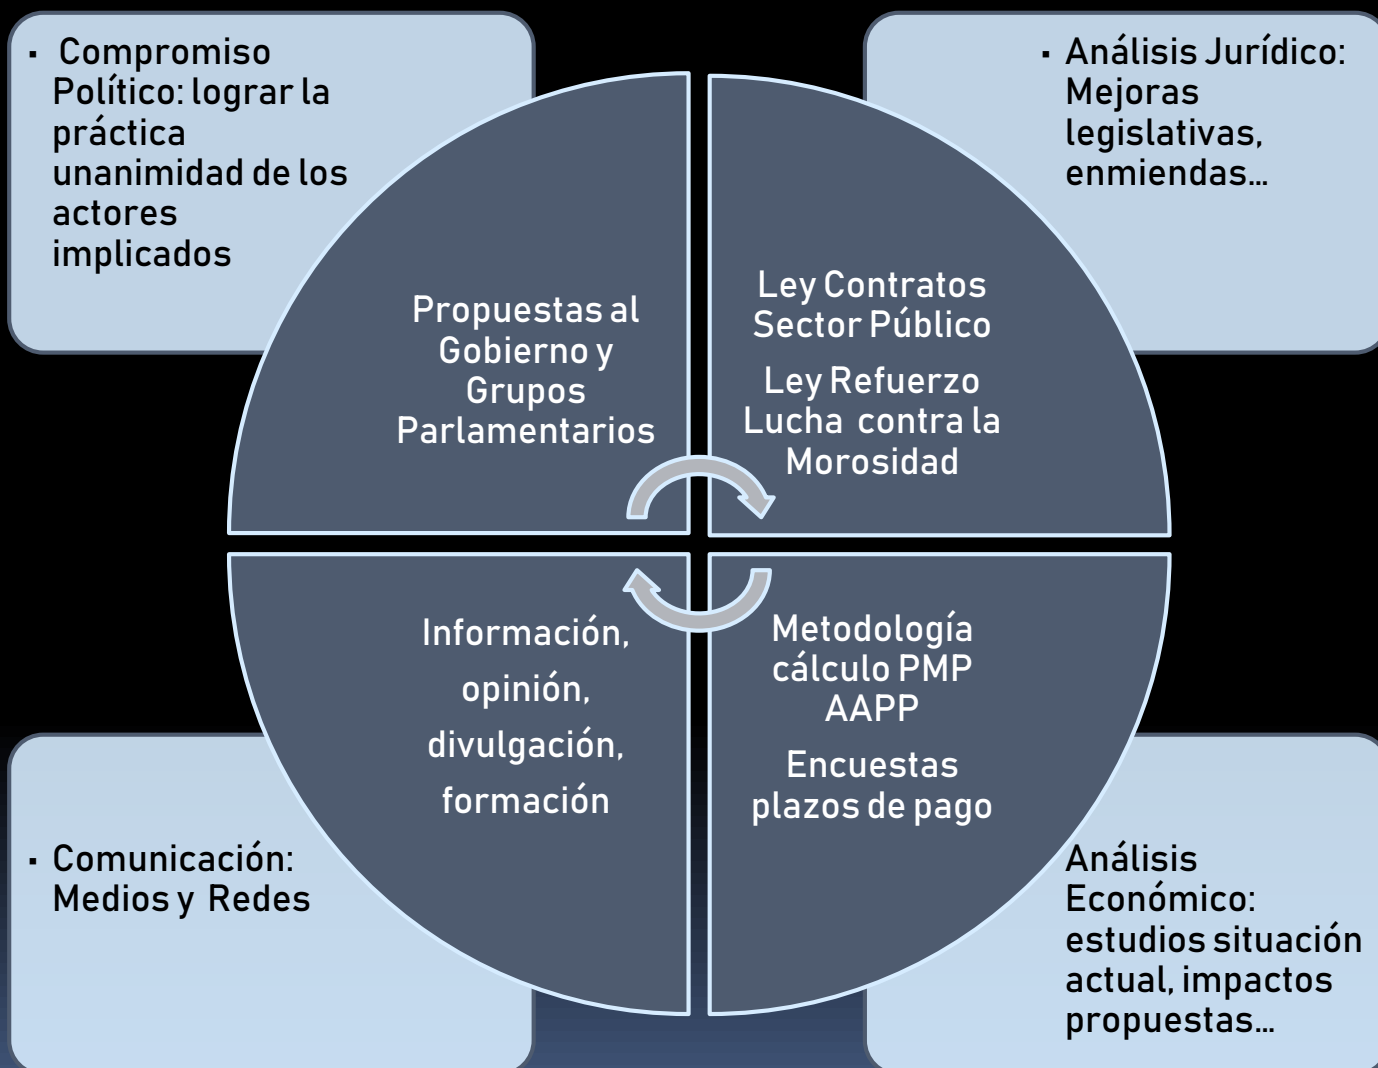 ▪ Compromiso
Político: lograr la
práctica
unanimidad de los
actores
implicados
▪ Análisis Jurídico:
Mejoras
legislativas,
enmiendas...
Propuestas al
Gobierno y
Grupos
Parlamentarios
Ley Contratos
Sector Público
Ley Refuerzo
Lucha contra la
Morosidad
Información,
opinión,
divulgación,
formación
Metodología
cálculo PMP
AAPP
Encuestas
plazos de pago
▪ Comunicación:
Medios y Redes
Análisis
Económico:
estudios situación
actual, impactos
propuestas...